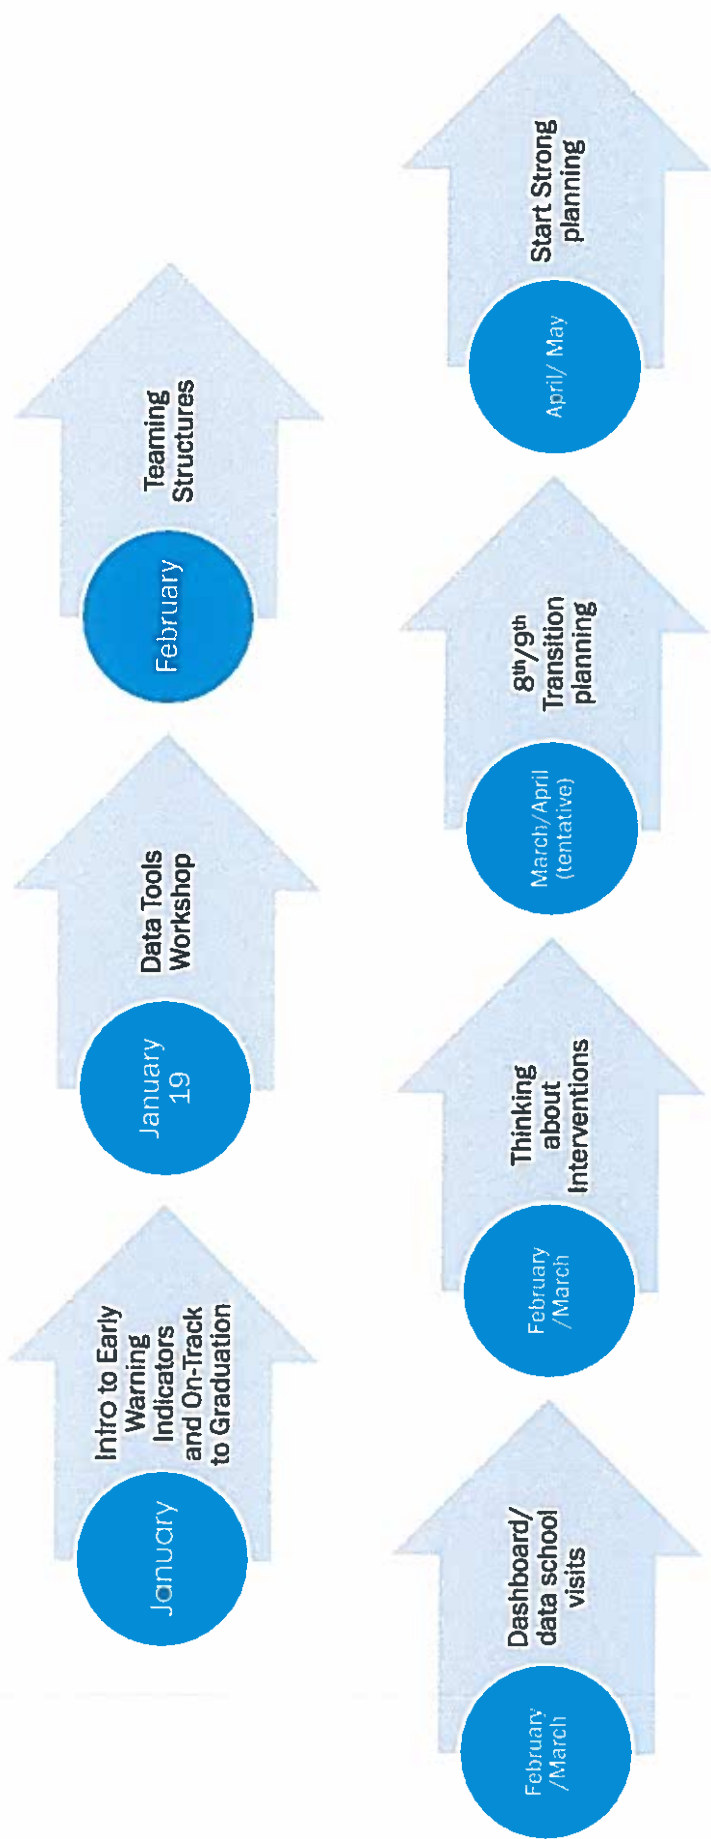 January
Intro to Early
Warning
Indicators
and On-Track
to Graduation
January
19
Data Tools
Workshop
February
Teaming
Structures
February
/March
Dashboard/
data school
visits
February
/March
Thinking
about
Interventions
March/April
(tentative)
8th/9th
Transition
planning
April/ May
Start Strong
planning